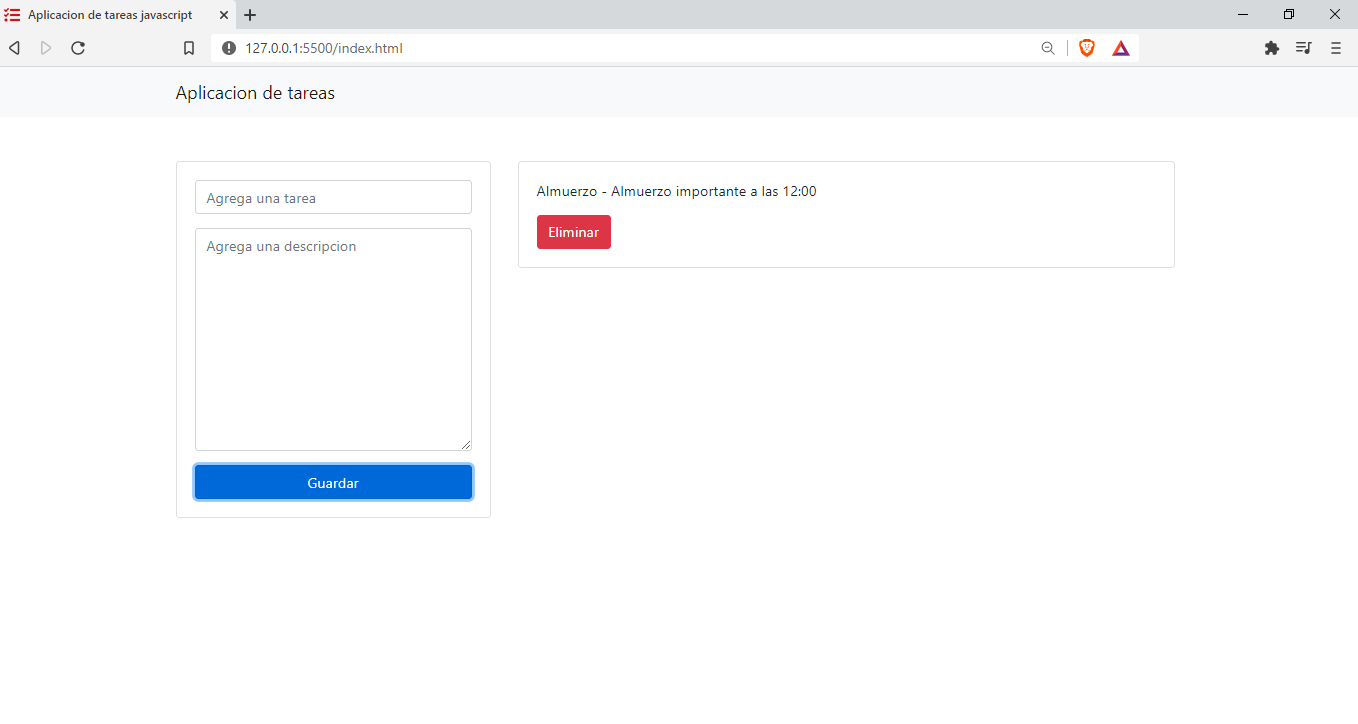 Aplicacion de tareas javascript
127.0.0.1:5500/index.html
Aplicacion de tareas
Agrega una tarea
Agrega una descripcion
Guardar
Almuerzo - Almuerzo importante a las 12:00
Eliminar